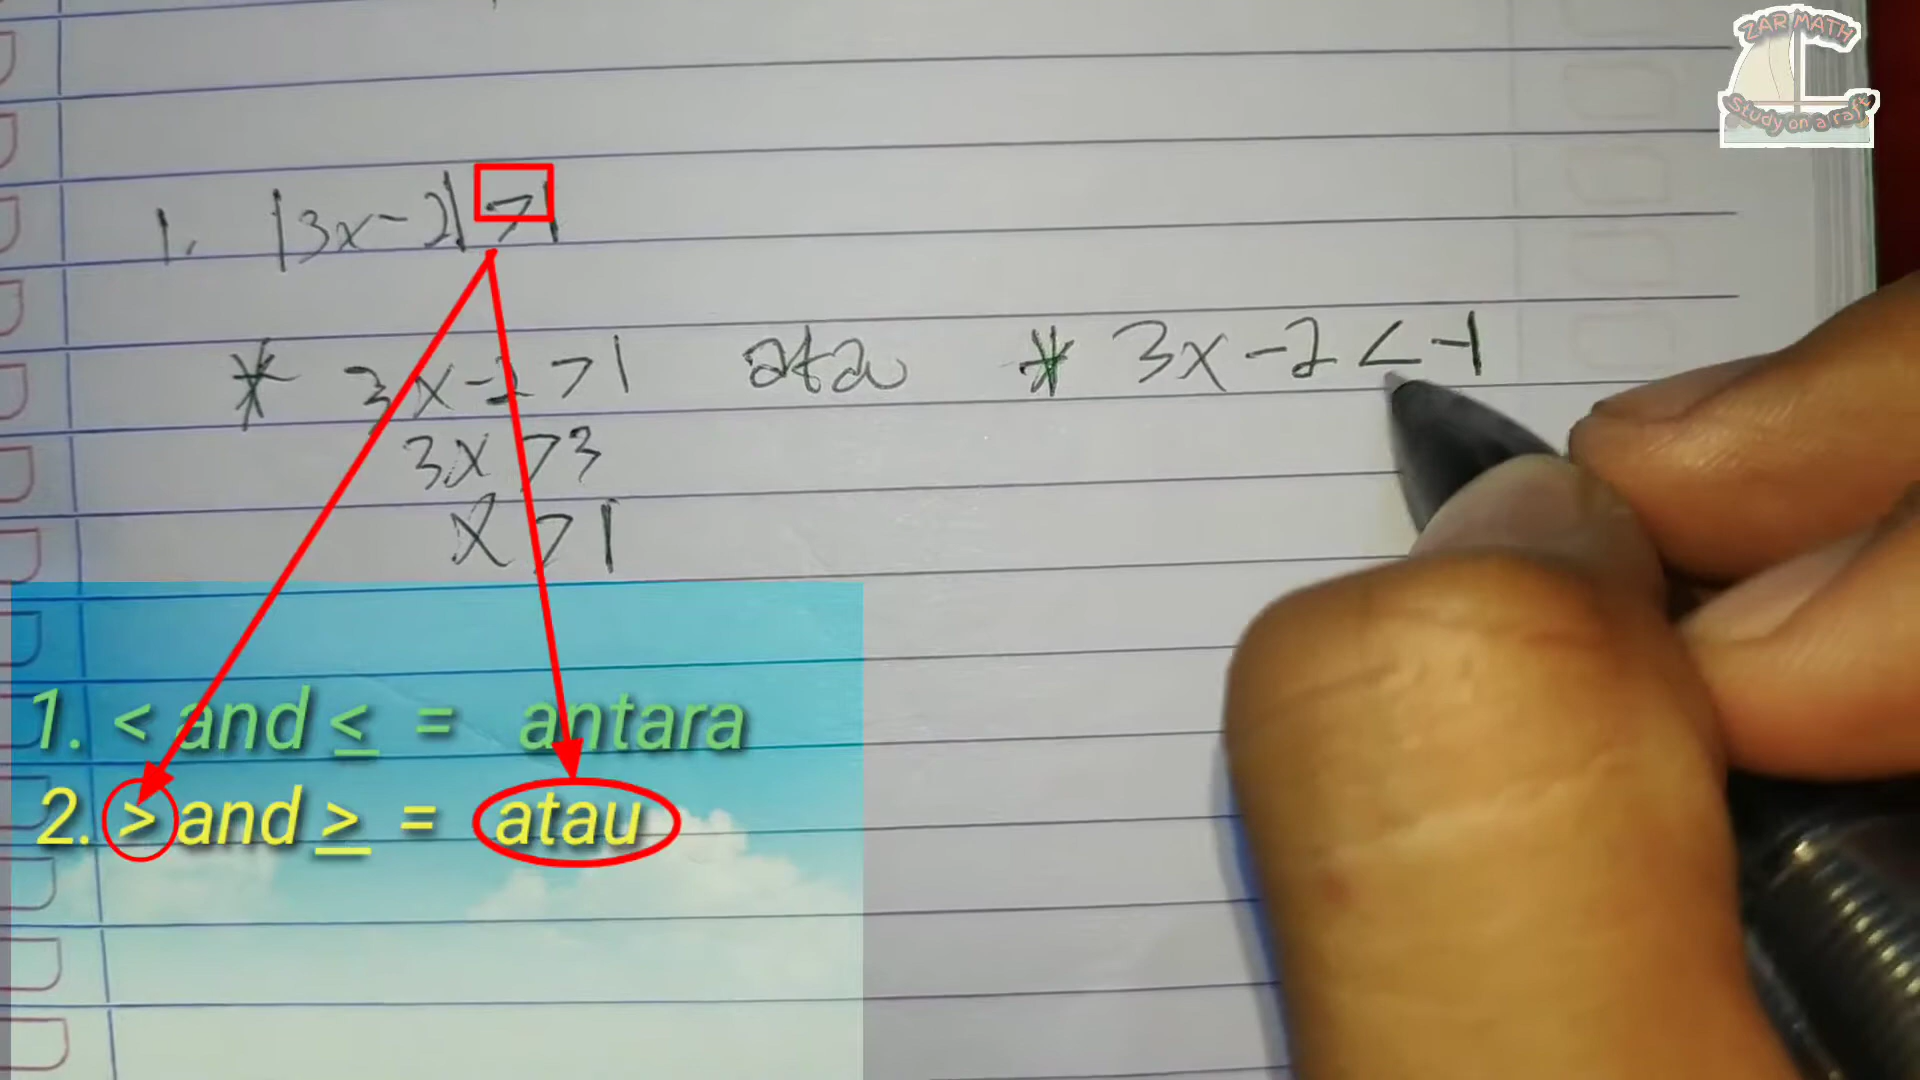 ZAR MATH
Study on a raft
1. |3x-2| >1
* 3x-2 >1 atau * 3x-2 < -1
3x >3
x >1
1. < and ≤ = antara
2. > and ≥ = atau